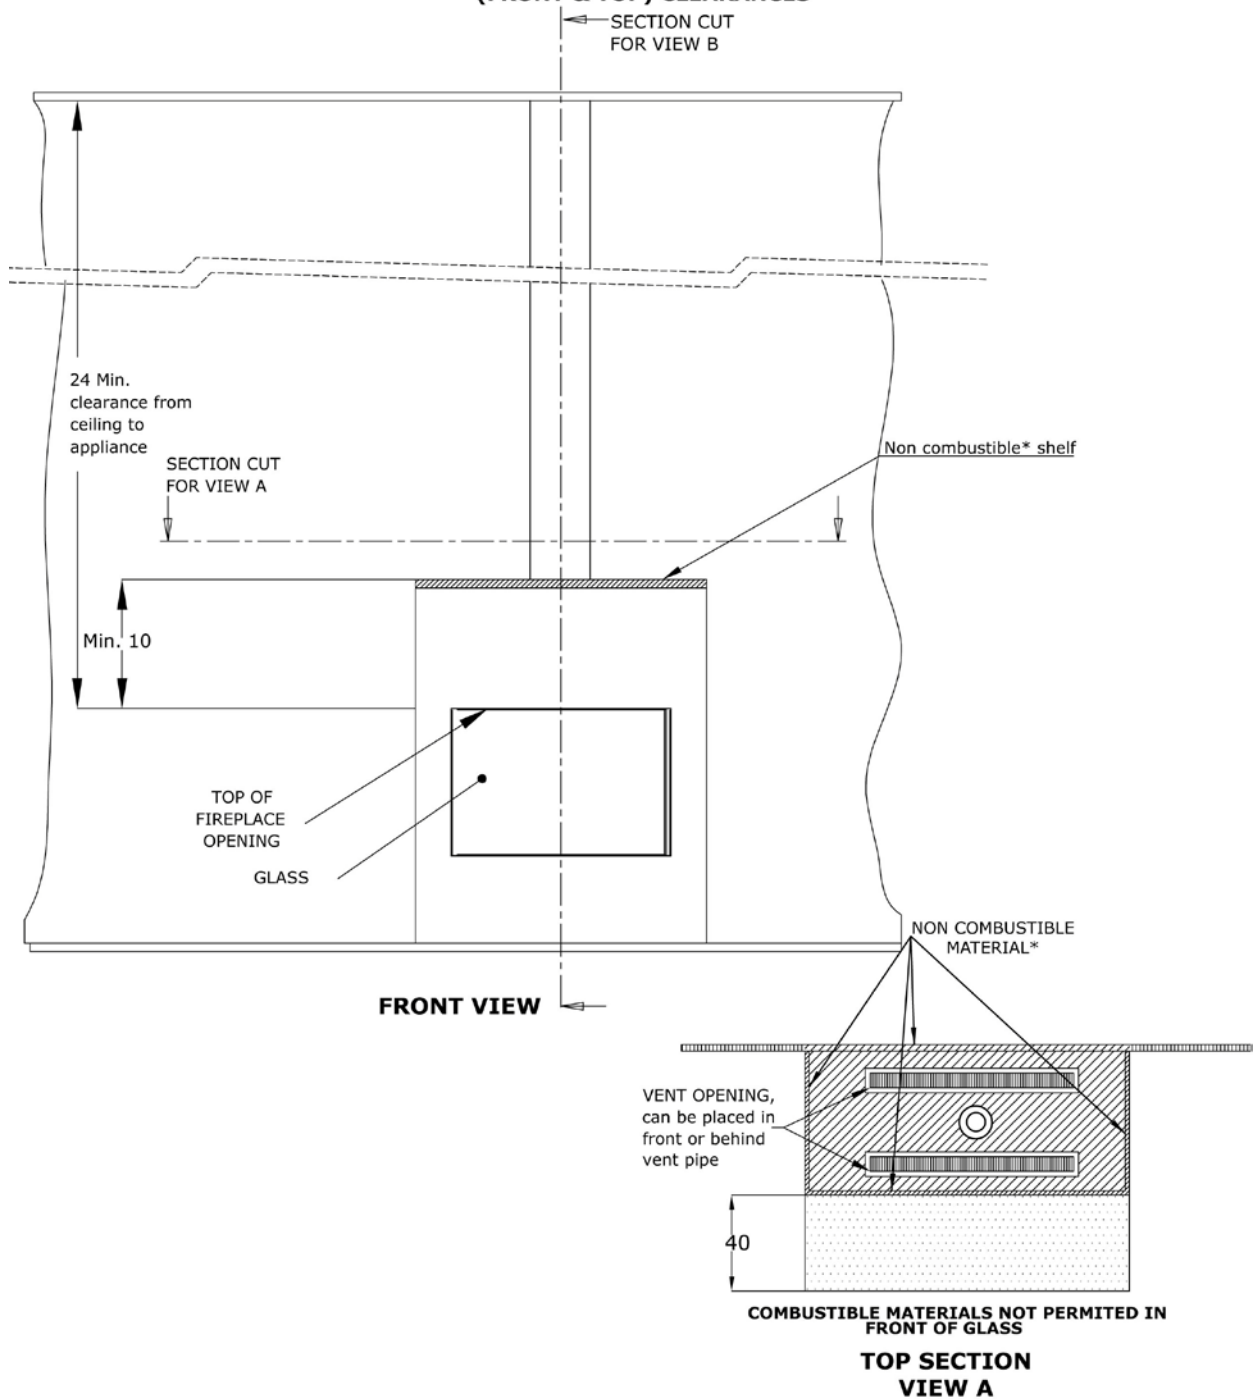 SECTION CUT
FOR VIEW B
24 Min.
clearance from
ceiling to
appliance
SECTION CUT
FOR VIEW A
Non combustible* shelf
Min. 10
TOP OF
FIREPLACE
OPENING
GLASS
FRONT VIEW
NON COMBUSTIBLE
MATERIAL*
VENT OPENING,
can be placed in
front or behind
vent pipe
40
COMBUSTIBLE MATERIALS NOT PERMITED IN
FRONT OF GLASS
TOP SECTION
VIEW A